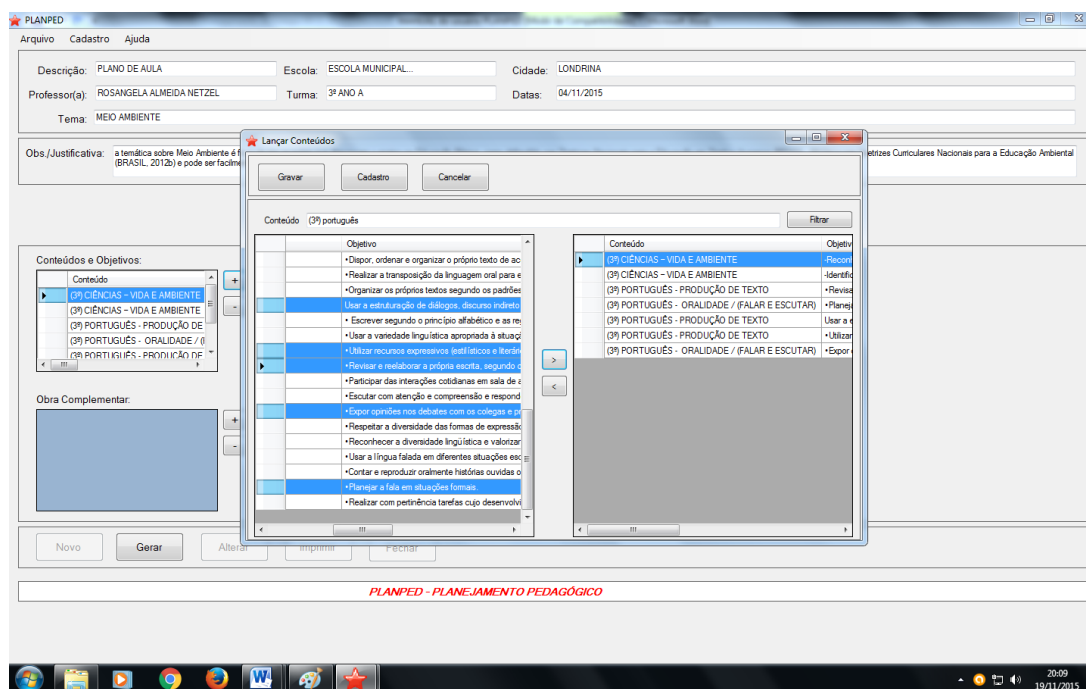 PLANPED
Arquivo Cadastro Ajuda
Descrição: PLANO DE AULA Escola: ESCOLA MUNICIPAL... Cidade: LONDRINA
Professor(a): ROSANGELA ALMEIDA NETZEL Turma: 3º ANO A Datas: 04/11/2015
Tema: MEIO AMBIENTE
Obs./Justificativa: a temática sobre Meio Ambiente é f etrizes Curriculares Nacionais para a Educação Ambiental
(BRASIL, 2012b) e pode ser facilme
Lançar Conteúdos
Gravar Cadastro Cancelar
Conteúdo (3º) português Filtrar
Objetivo
•Dispor, ordenar e organizar o próprio texto de ac
•Realizar a transposição da linguagem oral para e
•Organizar os próprios textos segundo os padrões
Usar a estruturação de diálogos, discurso indireto
• Escrever segundo o princípio alfabético e as re
•Usar a variedade linguística apropriada à situaç
•Utilizar recursos expressivos (estilísticos e literári
•Revisar e reelaborar a própria escrita, segundo
•Participar das interações cotidianas em sala de a
•Escutar com atenção e compreensão e respond
•Expor opiniões nos debates com os colegas e pr
•Respeitar a diversidade das formas de expressão
•Reconhecer a diversidade lingüística e valorizar
•Usar a língua falada em diferentes situações esc
•Contar e reproduzir oralmente histórias ouvidas o
•Planejar a fala em situações formais.
•Realizar com pertinência tarefas cujo desenvolvi
> 
<
Conteúdo Objetiv
(3º) CIÊNCIAS – VIDA E AMBIENTE -Reconh
(3º) CIÊNCIAS – VIDA E AMBIENTE -Identific
(3º) PORTUGUÊS - PRODUÇÃO DE TEXTO •Revisa
(3º) PORTUGUÊS - ORALIDADE / (FALAR E ESCUTAR) •Planej
(3º) PORTUGUÊS - PRODUÇÃO DE TEXTO Usar a e
(3º) PORTUGUÊS - PRODUÇÃO DE TEXTO •Utilizar
(3º) PORTUGUÊS - ORALIDADE / (FALAR E ESCUTAR) •Expor
Conteúdos e Objetivos:
Conteúdo
(3º) CIÊNCIAS – VIDA E AMBIENTE
(3º) CIÊNCIAS – VIDA E AMBIENTE
(3º) PORTUGUÊS - PRODUÇÃO DE
(3º) PORTUGUÊS - ORALIDADE / (
(3º) PORTUGUÊS - PRODUÇÃO DE
+
-
Obra Complementar:
+
-
Novo Gerar Alterar Imprimir Fechar
PLANPED - PLANEJAMENTO PEDAGÓGICO
20:09
19/11/2015